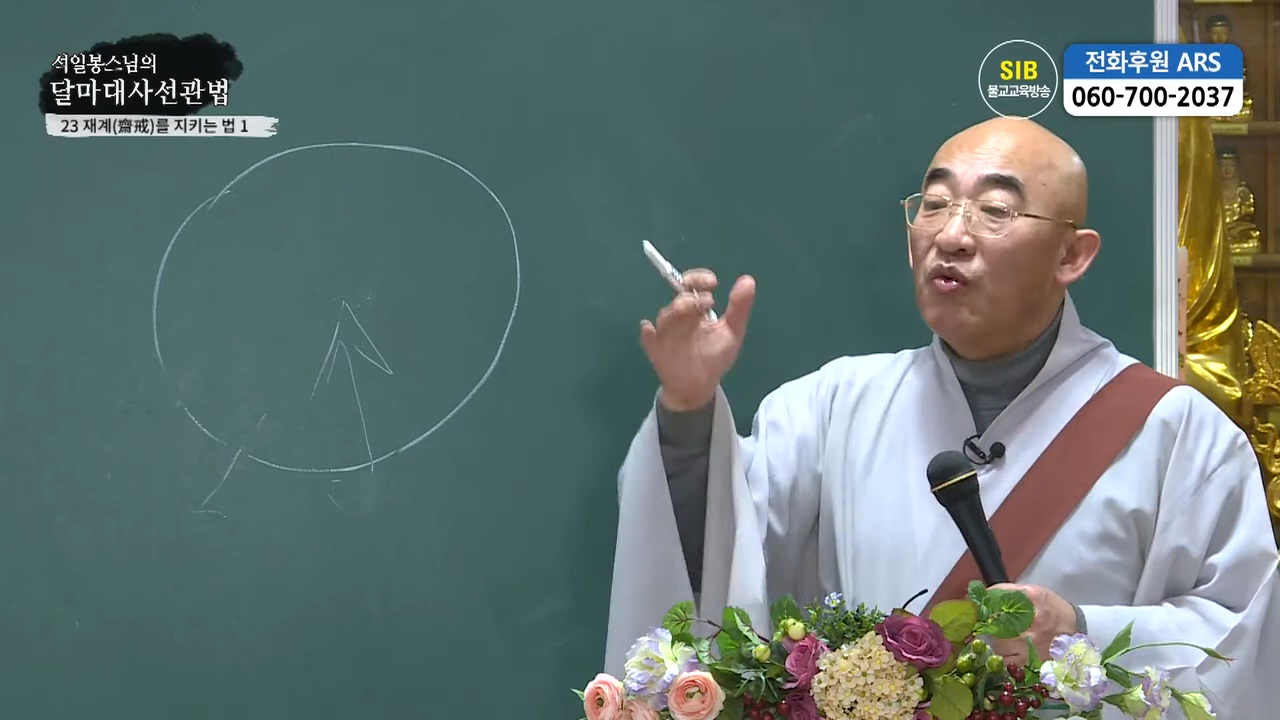 석일봉스님의
달마대사선관법
23 재계(齋戒)를 지키는 법 1
SIB
불교교육방송
전화후원 ARS
060-700-2037